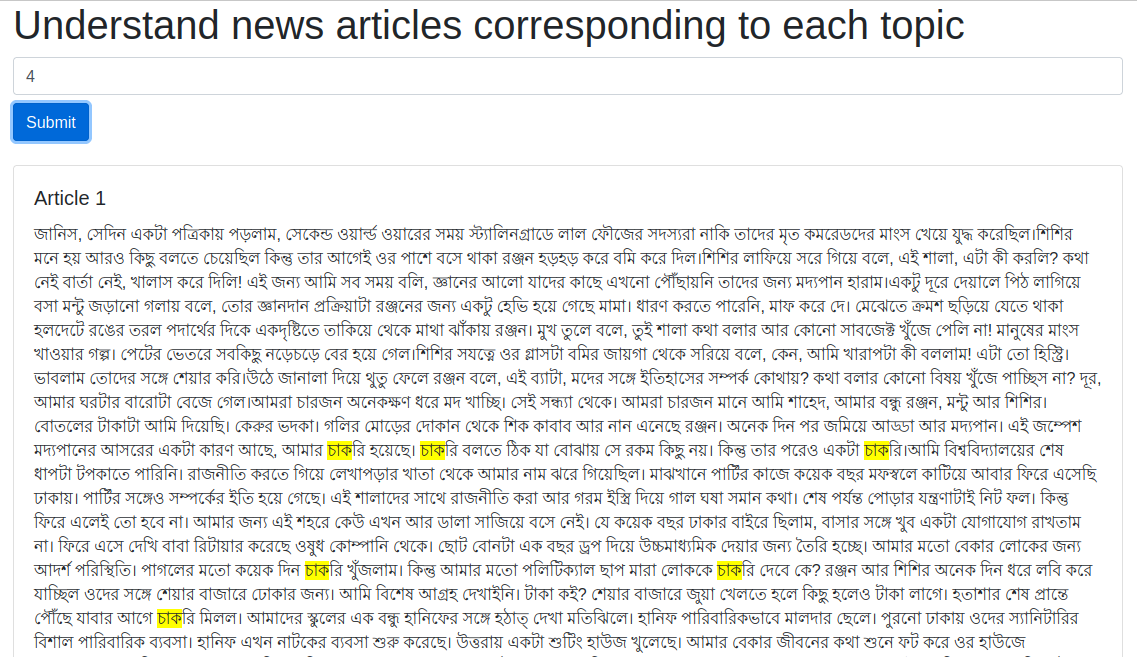 Understand news articles corresponding to each topic
4
Submit
Article 1
জানিস, সেদিন একটা পত্রিকায় পড়লাম, সেকেন্ড ওয়ার্ল্ড ওয়ারের সময় স্ট্যালিনগ্রাডে লাল ফৌজের সদস্যরা নাকি তাদের মৃত কমরেডদের মাংস খেয়ে যুদ্ধ করেছিল।শিশির
মনে হয় আরও কিছু বলতে চেয়েছিল কিন্তু তার আগেই ওর পাশে বসে থাকা রঞ্জন হড়হড় করে বমি করে দিল।শিশির লাফিয়ে সরে গিয়ে বলে, এই শালা, এটা কী করলি? কথা
নেই বার্তা নেই, খালাস করে দিলি! এই জন্য আমি সব সময় বলি, জ্ঞানের আলো যাদের কাছে এখনো পৌঁছায়নি তাদের জন্য মদ্যপান হারাম।একটু দূরে দেয়ালে পিঠ লাগিয়ে
বসা মন্টু জড়ানো গলায় বলে, তোর জ্ঞানদান প্রক্রিয়াটা রঞ্জনের জন্য একটু হেভি হয়ে গেছে মামা। ধারণ করতে পারেনি, মাফ করে দে। মেঝেতে ক্রমশ ছড়িয়ে যেতে থাকা
হলদেটে রঙের তরল পদার্থের দিকে একদৃষ্টিতে তাকিয়ে থেকে মাথা ঝাঁকায় রঞ্জন। মুখ তুলে বলে, তুই শালা কথা বলার আর কোনো সাবজেক্ট খুঁজে পেলি না! মানুষের মাংস
খাওয়ার গল্প। পেটের ভেতরে সবকিছু নড়েচড়ে বের হয়ে গেল।শিশির সযত্নে ওর গ্লাসটা বমির জায়গা থেকে সরিয়ে বলে, কেন, আমি খারাপটা কী বললাম! এটা তো হিস্ট্রি।
ভাবলাম তোদের সঙ্গে শেয়ার করি।উঠে জানালা দিয়ে থুতু ফেলে রঞ্জন বলে, এই ব্যাটা, মদের সঙ্গে ইতিহাসের সম্পর্ক কোথায়? কথা বলার কোনো বিষয় খুঁজে পাচ্ছিস না? দূর,
আমার ঘরটার বারোটা বেজে গেল।আমরা চারজন অনেকক্ষণ ধরে মদ খাচ্ছি। সেই সন্ধ্যা থেকে। আমরা চারজন মানে আমি শাহেদ, আমার বন্ধু রঞ্জন, মন্টু আর শিশির।
বোতলের টাকাটা আমি দিয়েছি। কেরুর ভদকা। গলির মোড়ের দোকান থেকে শিক কাবাব আর নান এনেছে রঞ্জন। অনেক দিন পর জমিয়ে আড্ডা আর মদ্যপান। এই জম্পেশ
মদ্যপানের আসরের একটা কারণ আছে, আমার চাকরি হয়েছে। চাকরি বলতে ঠিক যা বোঝায় সে রকম কিছু নয়। কিন্তু তার পরেও একটা চাকরি।আমি বিশ্ববিদ্যালয়ের শেষ
ধাপটা টপকাতে পারিনি। রাজনীতি করতে গিয়ে লেখাপড়ার খাতা থেকে আমার নাম ঝরে গিয়েছিল। মাঝখানে পার্টির কাজে কয়েক বছর মফস্বলে কাটিয়ে আবার ফিরে এসেছি
ঢাকায়। পার্টির সঙ্গেও সম্পর্কের ইতি হয়ে গেছে। এই শালাদের সাথে রাজনীতি করা আর গরম ইস্ত্রি দিয়ে গাল ঘষা সমান কথা। শেষ পর্যন্ত পোড়ার যন্ত্রণাটাই নিট ফল। কিন্তু
ফিরে এলেই তো হবে না। আমার জন্য এই শহরে কেউ এখন আর ডালা সাজিয়ে বসে নেই। যে কয়েক বছর ঢাকার বাইরে ছিলাম, বাসার সঙ্গে খুব একটা যোগাযোগ রাখতাম
না। ফিরে এসে দেখি বাবা রিটায়ার করেছে ওষুধ কোম্পানি থেকে। ছোট বোনটা এক বছর ড্রপ দিয়ে উচ্চমাধ্যমিক দেয়ার জন্য তৈরি হচ্ছে। আমার মতো বেকার লোকের জন্য
আদর্শ পরিস্থিতি। পাগলের মতো কয়েক দিন চাকরি খুঁজলাম। কিন্তু আমার মতো পলিটিক্যাল ছাপ মারা লোককে চাকরি দেবে কে? রঞ্জন আর শিশির অনেক দিন ধরে লবি করে
যাচ্ছিল ওদের সঙ্গে শেয়ার বাজারে ঢোকার জন্য। আমি বিশেষ আগ্রহ দেখাইনি। টাকা কই? শেয়ার বাজারে জুয়া খেলতে হলে কিছু হলেও টাকা লাগে। হতাশার শেষ প্রান্তে
পৌঁছে যাবার আগে চাকরি মিলল। আমাদের স্কুলের এক বন্ধু হানিফের সঙ্গে হঠাত্ দেখা মতিঝিলে। হানিফ পারিবারিকভাবে মালদার ছেলে। পুরনো ঢাকায় ওদের স্যানিটারির
বিশাল পারিবারিক ব্যবসা। হানিফ এখন নাটকের ব্যবসা শুরু করেছে। উত্তরায় একটা শুটিং হাউজ খুলেছে। আমার বেকার জীবনের কথা শুনে ফট করে ওর হাউজে